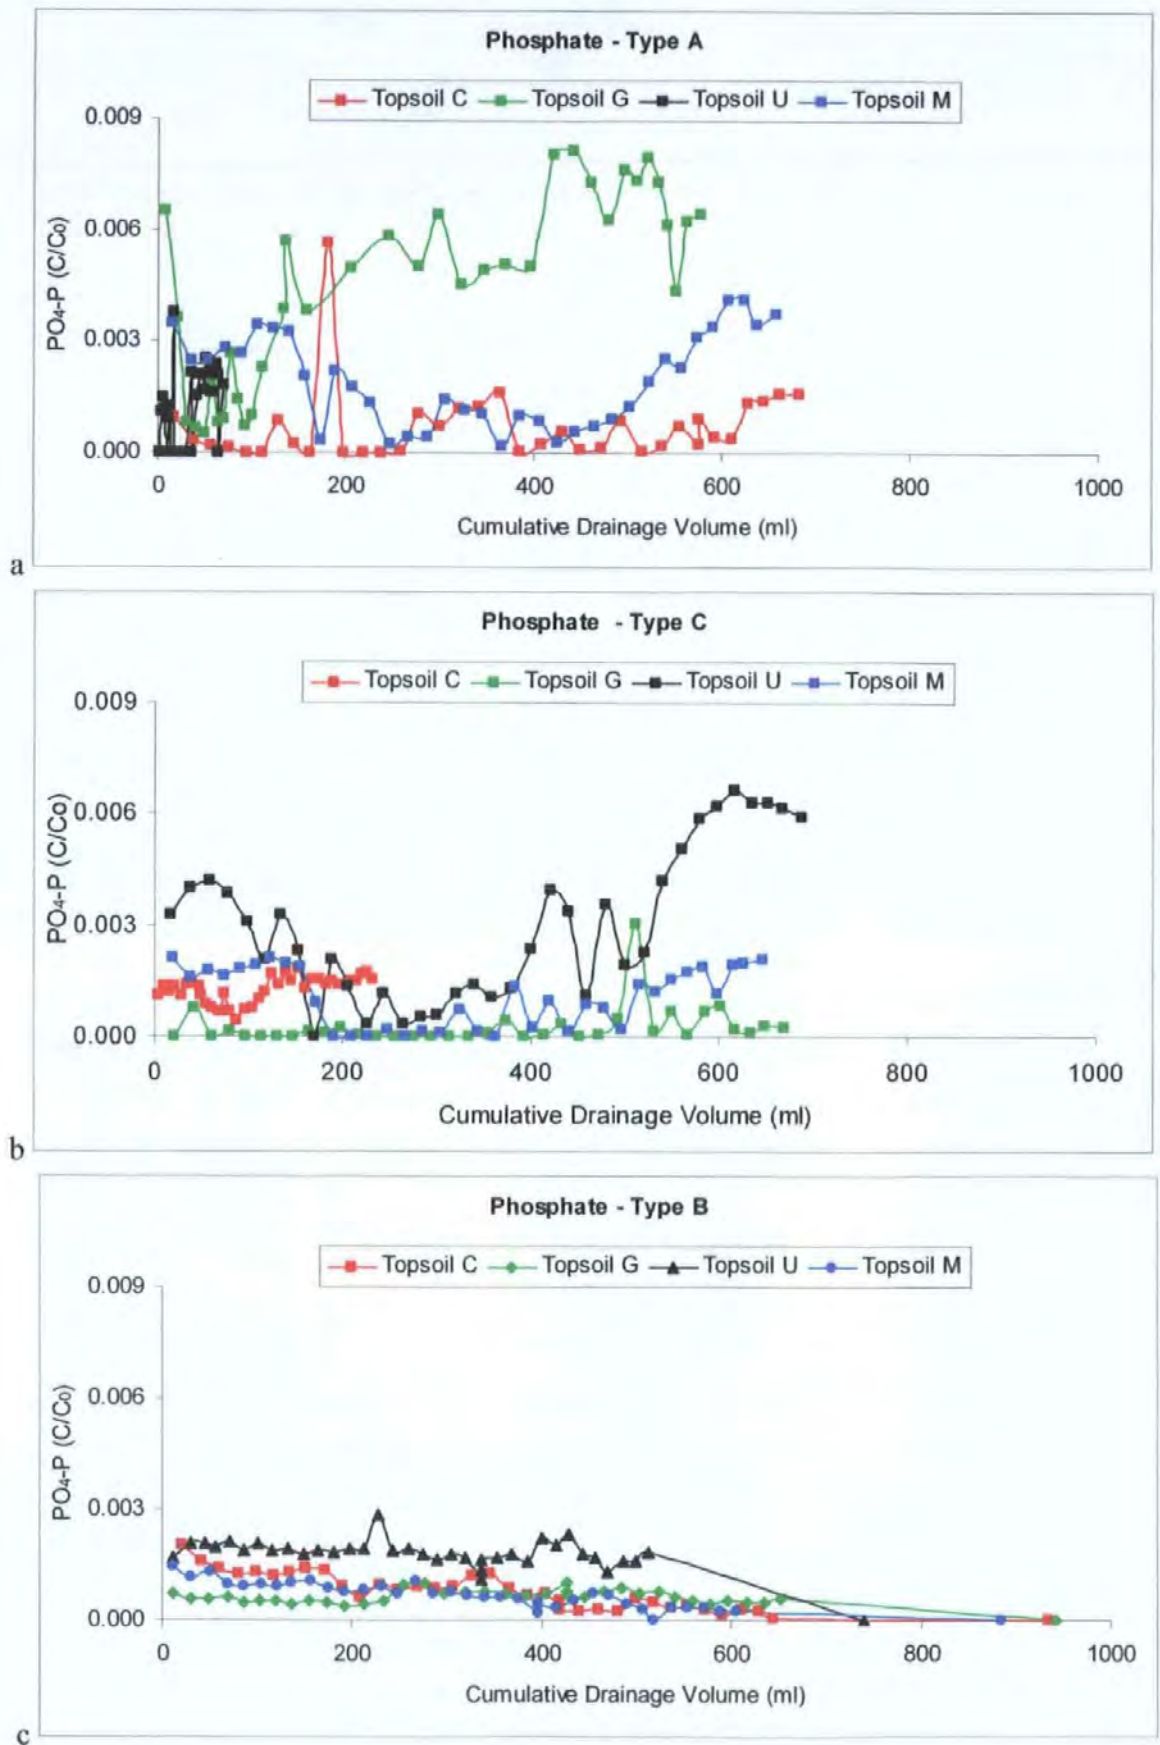 Phosphate - Type A
Topsoil C Topsoil G Topsoil U Topsoil M
0.009
0.006
0.003
0.000
PO4-P (C/Co)
0 200 400 600 800 1000
Cumulative Drainage Volume (ml)
a
Phosphate - Type C
Topsoil C Topsoil G Topsoil U Topsoil M
0.009
0.006
0.003
0.000
PO4-P (C/Co)
0 200 400 600 800 1000
Cumulative Drainage Volume (ml)
b
Phosphate - Type B
Topsoil C Topsoil G Topsoil U Topsoil M
0.009
0.006
0.003
0.000
PO4-P (C/Co)
0 200 400 600 800 1000
Cumulative Drainage Volume (ml)
c